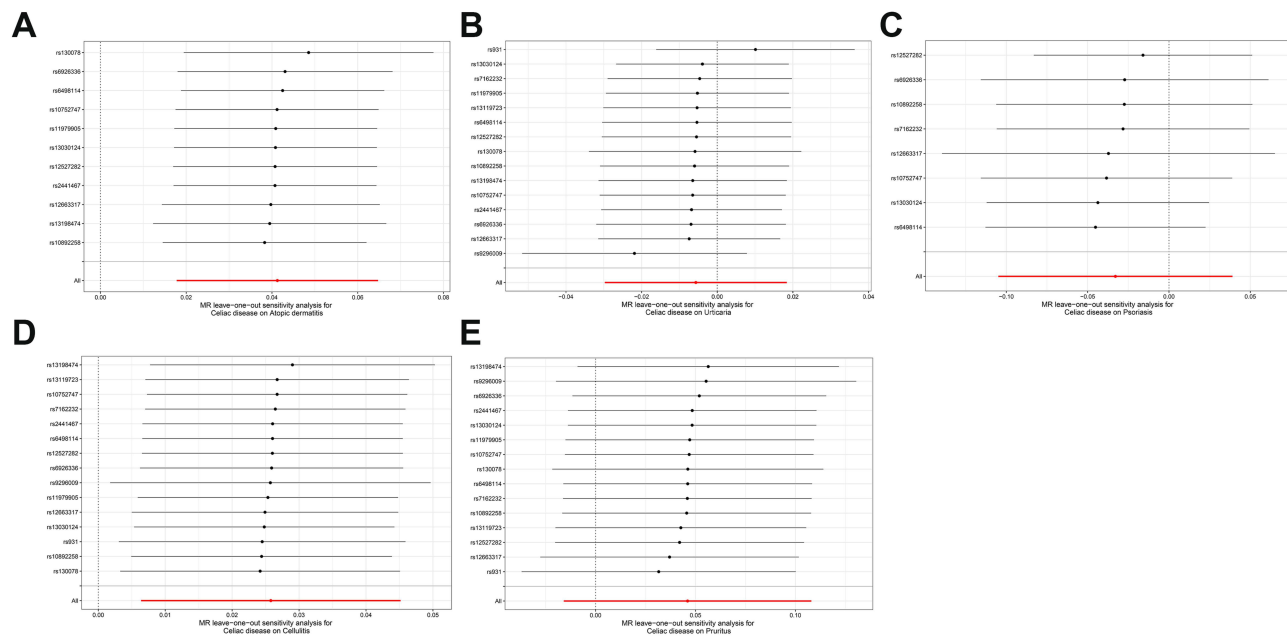 A
rs130078
rs6926336
rs6498114
rs10752747
rs11979905
rs13030124
rs12527282
rs2441467
rs12663317
rs13198474
rs10892258
All
0.00 0.02 0.04 0.06 0.08
MR leave-one-out sensitivity analysis for
Celiac disease on Atopic dermatitis
B
rs931
rs13030124
rs7162232
rs11979905
rs13119723
rs6498114
rs12527282
rs130078
rs10892258
rs13198474
rs10752747
rs2441467
rs6926336
rs12663317
rs9296009
All
−0.04 −0.02 0.00 0.02 0.04
MR leave-one-out sensitivity analysis for
Celiac disease on Urticaria
C
rs12527282
rs6926336
rs10892258
rs7162232
rs12663317
rs10752747
rs13030124
rs6498114
All
−0.10 −0.05 0.00 0.05
MR leave-one-out sensitivity analysis for
Celiac disease on Psoriasis
D
rs13198474
rs13119723
rs10752747
rs7162232
rs2441467
rs6498114
rs12527282
rs6926336
rs9296009
rs11979905
rs12663317
rs13030124
rs931
rs10892258
rs130078
All
0.00 0.01 0.02 0.03 0.04 0.05
MR leave-one-out sensitivity analysis for
Celiac disease on Cellulitis
E
rs13198474
rs9296009
rs6926336
rs2441467
rs13030124
rs11979905
rs10752747
rs130078
rs6498114
rs7162232
rs10892258
rs13119723
rs12527282
rs12663317
rs931
All
0.00 0.05 0.10
MR leave-one-out sensitivity analysis for
Celiac disease on Pruritus